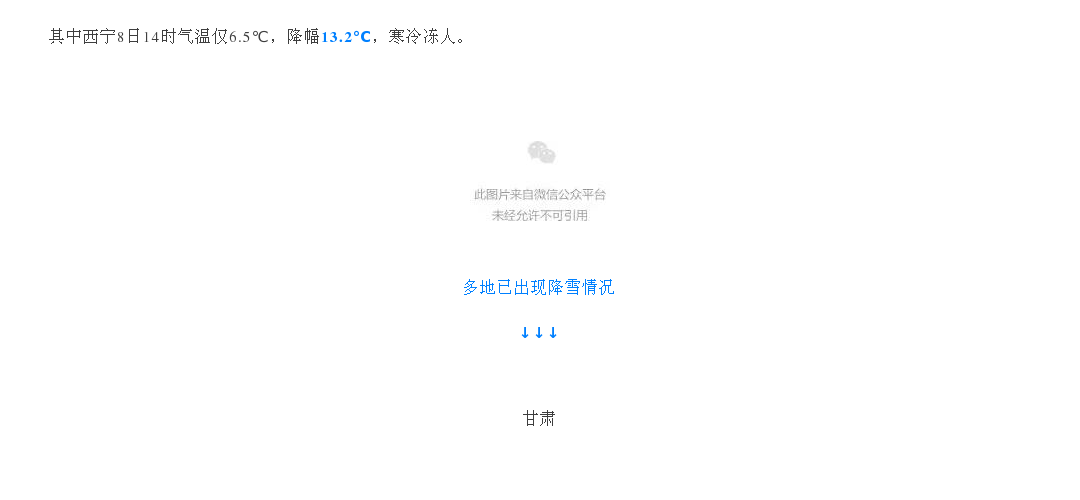 其中西宁8日14时气温仅6.5℃，降幅13.2°C，寒冷冻人。
此图片来自微信公众平台
未经允许不可引用
多地已出现降雪情况
↓↓↓
甘肃